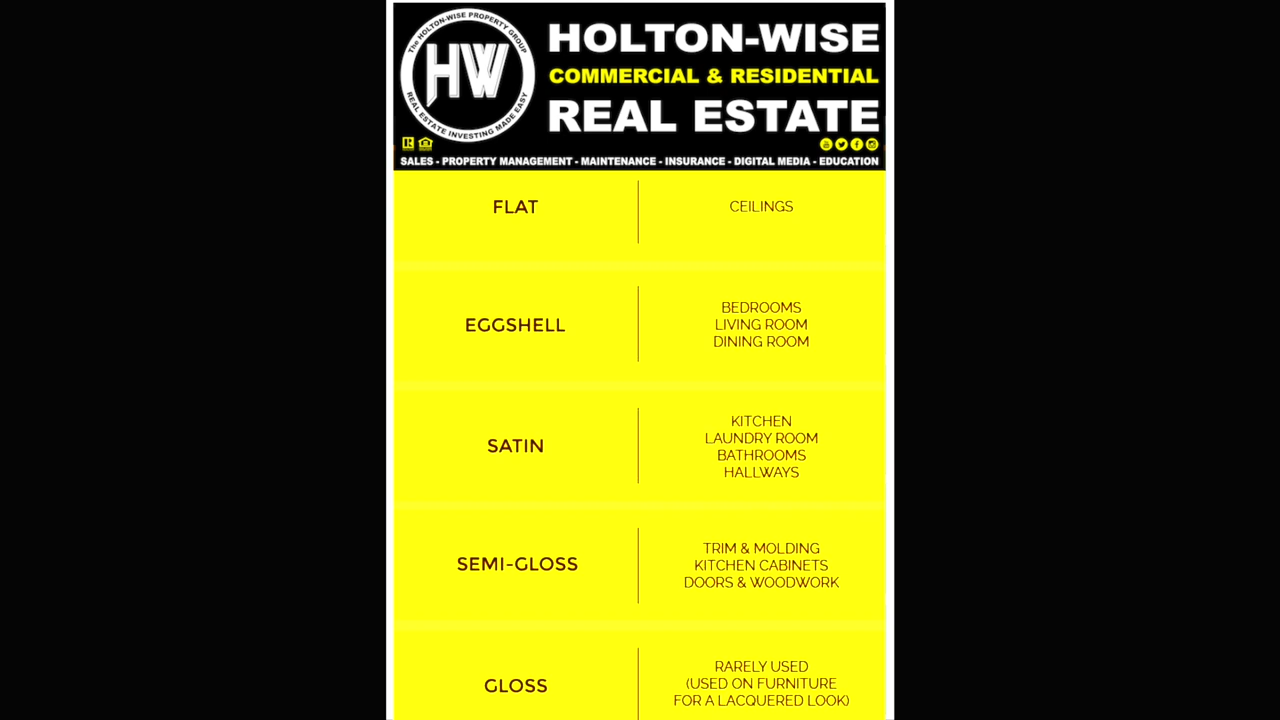 The HOLTON-WISE PROPERTY GROUP
HW
REAL ESTATE INVESTING MADE EASY
HOLTON-WISE
COMMERCIAL & RESIDENTIAL
REAL ESTATE
SALES - PROPERTY MANAGEMENT - MAINTENANCE - INSURANCE - DIGITAL MEDIA - EDUCATION
FLAT
CEILINGS
EGGSHELL
BEDROOMS
LIVING ROOM
DINING ROOM
SATIN
KITCHEN
LAUNDRY ROOM
BATHROOMS
HALLWAYS
SEMI-GLOSS
TRIM & MOLDING
KITCHEN CABINETS
DOORS & WOODWORK
GLOSS
RARELY USED
(USED ON FURNITURE
FOR A LACQUERED LOOK)